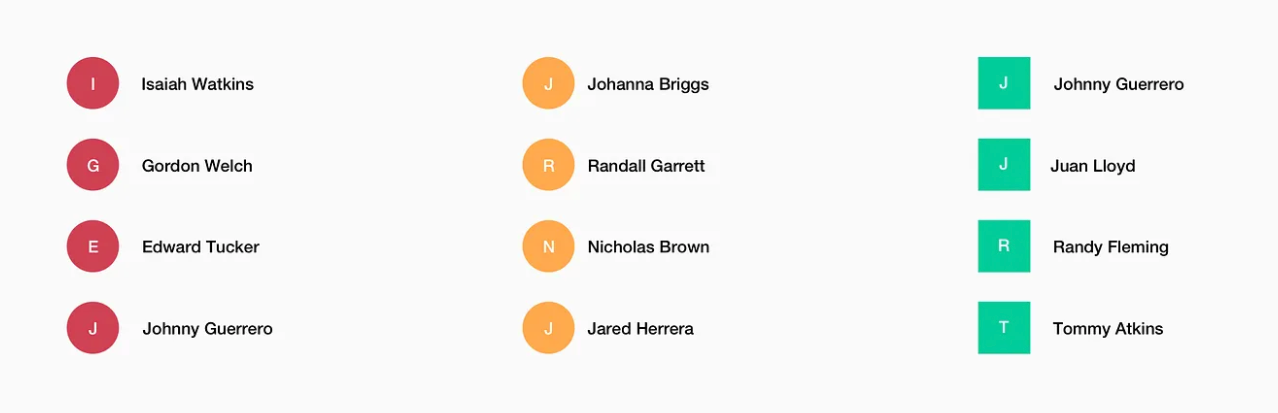 I Isaiah Watkins
G Gordon Welch
E Edward Tucker
J Johnny Guerrero
J Johanna Briggs
R Randall Garrett
N Nicholas Brown
J Jared Herrera
J Johnny Guerrero
J Juan Lloyd
R Randy Fleming
T Tommy Atkins